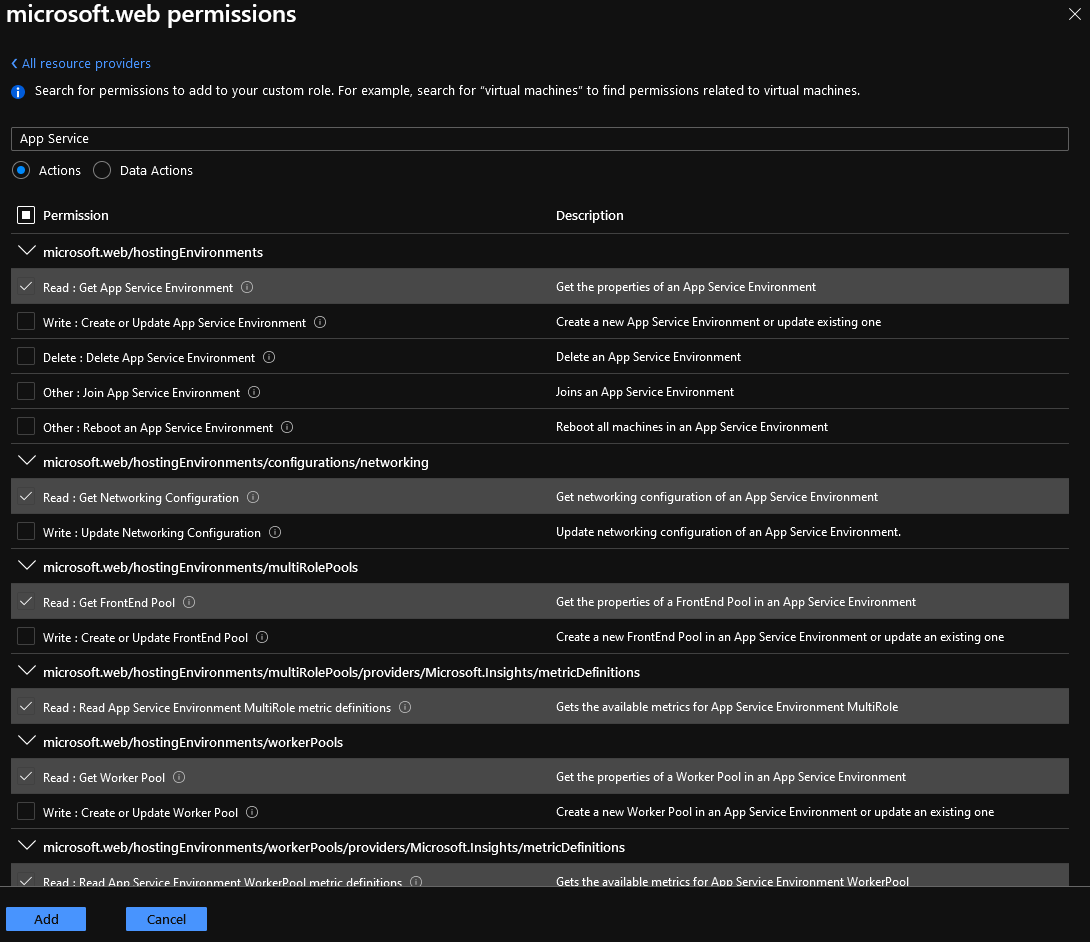 microsoft.web permissions
All resource providers
Search for permissions to add to your custom role. For example, search for “virtual machines” to find permissions related to virtual machines.
App Service
Actions Data Actions
Permission Description
microsoft.web/hostingEnvironments
Read : Get App Service Environment Get the properties of an App Service Environment
Write : Create or Update App Service Environment Create a new App Service Environment or update existing one
Delete : Delete App Service Environment Delete an App Service Environment
Other : Join App Service Environment Joins an App Service Environment
Other : Reboot an App Service Environment Reboot all machines in an App Service Environment
microsoft.web/hostingEnvironments/configurations/networking
Read : Get Networking Configuration Get networking configuration of an App Service Environment
Write : Update Networking Configuration Update networking configuration of an App Service Environment.
microsoft.web/hostingEnvironments/multiRolePools
Read : Get FrontEnd Pool Get the properties of a FrontEnd Pool in an App Service Environment
Write : Create or Update FrontEnd Pool Create a new FrontEnd Pool in an App Service Environment or update an existing one
microsoft.web/hostingEnvironments/multiRolePools/providers/Microsoft.Insights/metricDefinitions
Read : Read App Service Environment MultiRole metric definitions Gets the available metrics for App Service Environment MultiRole
microsoft.web/hostingEnvironments/workerPools
Read : Get Worker Pool Get the properties of a Worker Pool in an App Service Environment
Write : Create or Update Worker Pool Create a new Worker Pool in an App Service Environment or update an existing one
microsoft.web/hostingEnvironments/workerPools/providers/Microsoft.Insights/metricDefinitions
Read : Read App Service Environment WorkerPool metric definitions Gets the available metrics for App Service Environment WorkerPool
Add Cancel